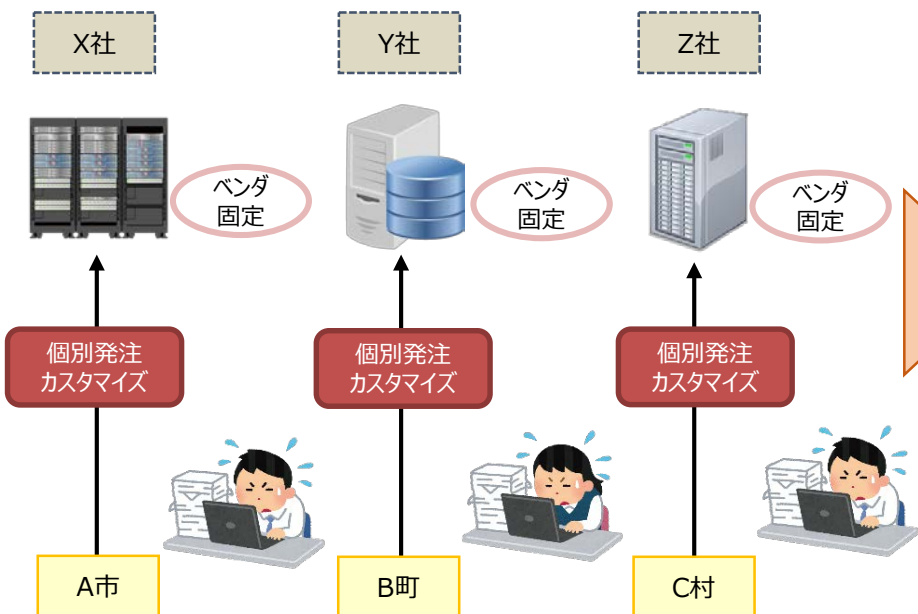 X社
Y社
Z社
ベンダ
固定
ベンダ
固定
ベンダ
固定
個別発注
カスタマイズ
個別発注
カスタマイズ
個別発注
カスタマイズ
A市
B町
C村